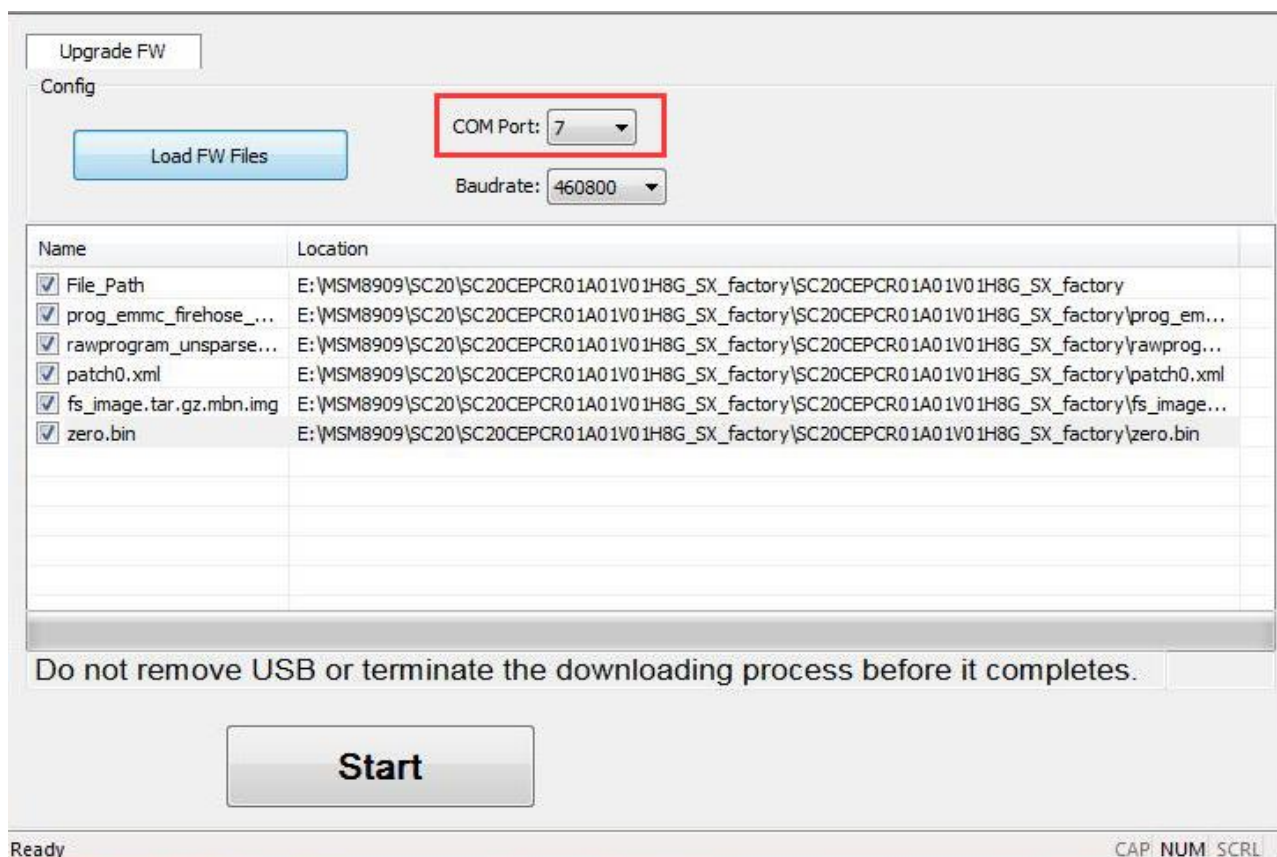 Upgrade FW
Config
Load FW Files
COM Port: 7
Baudrate: 460800
Name Location
File_Path E:\MSM8909\SC20\SC20CEPCR01A01V01H8G_SX_factory\SC20CEPCR01A01V01H8G_SX_factory
prog_emmc_firehose_... E:\MSM8909\SC20\SC20CEPCR01A01V01H8G_SX_factory\SC20CEPCR01A01V01H8G_SX_factory\prog_em...
rawprogram_unsparse... E:\MSM8909\SC20\SC20CEPCR01A01V01H8G_SX_factory\SC20CEPCR01A01V01H8G_SX_factory\rawprog...
patch0.xml E:\MSM8909\SC20\SC20CEPCR01A01V01H8G_SX_factory\SC20CEPCR01A01V01H8G_SX_factory\patch0.xml
fs_image.tar.gz.mbn.img E:\MSM8909\SC20\SC20CEPCR01A01V01H8G_SX_factory\SC20CEPCR01A01V01H8G_SX_factory\fs_image...
zero.bin E:\MSM8909\SC20\SC20CEPCR01A01V01H8G_SX_factory\SC20CEPCR01A01V01H8G_SX_factory\zero.bin
Do not remove USB or terminate the downloading process before it completes.
Start
Ready CAP NUM SCRL